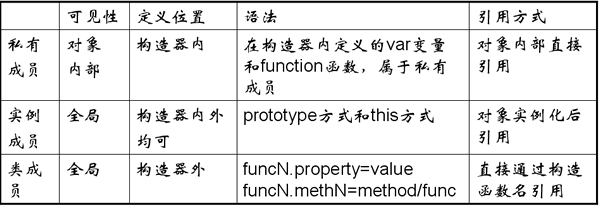 可见性 定义位置 语法 引用方式
私有成员 对象内部 构造器内 在构造器内定义的var变量和function函数，属于私有成员 对象内部直接引用
实例成员 全局 构造器内外均可 prototype方式和this方式 对象实例化后引用
类成员 全局 构造器外 funcN.property=value funcN.methN=method/func 直接通过构造函数名引用